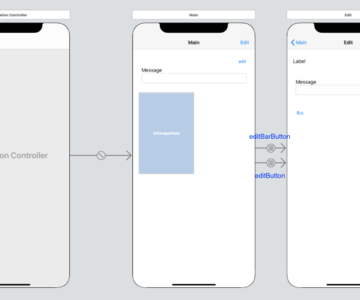 ation Controller
Main
Edit
Main
Edit
Main
Edit
edit
Label
Message
Message
UIImageView
on Controller
editBarButton
editButton